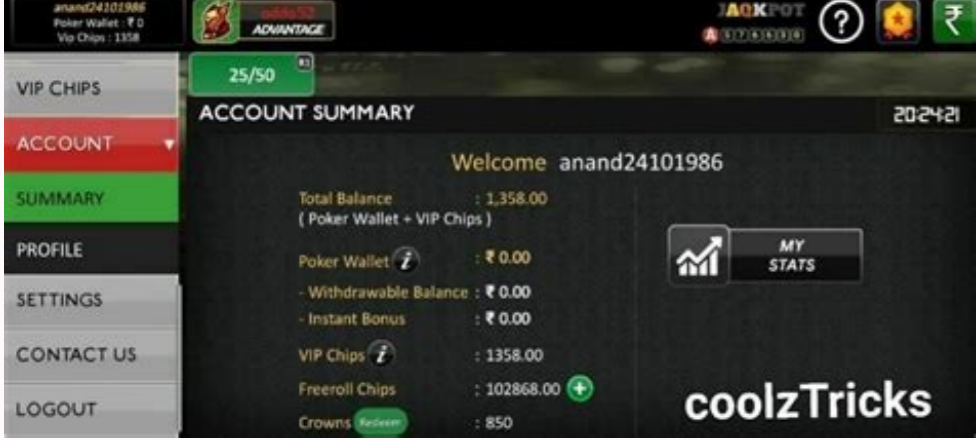 anand24101986
Poker Wallet : ₹ 0
Vip Chips : 1358
adda52
ADVANTAGE
JACKPOT
A
?
₹
VIP CHIPS
ACCOUNT
SUMMARY
PROFILE
SETTINGS
CONTACT US
LOGOUT
25/50
R1
ACCOUNT SUMMARY
20:24:21
Welcome anand24101986
Total Balance : 1,358.00
( Poker Wallet + VIP Chips )
Poker Wallet i : ₹ 0.00
- Withdrawable Balance : ₹ 0.00
- Instant Bonus : ₹ 0.00
VIP Chips i : 1358.00
Freeroll Chips : 102868.00 +
Crowns Redeem : 850
MY
STATS
coolzTricks